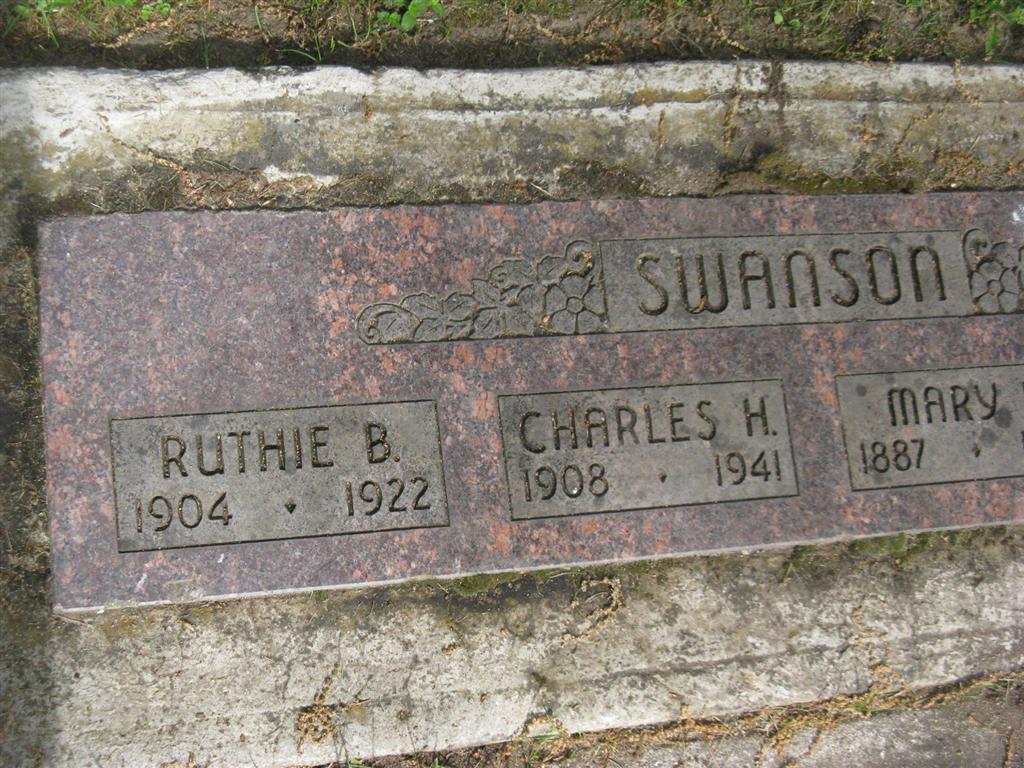 SWANSON
RUTHIE B.
1904 1922
CHARLES H.
1908 1941
MARY
1887